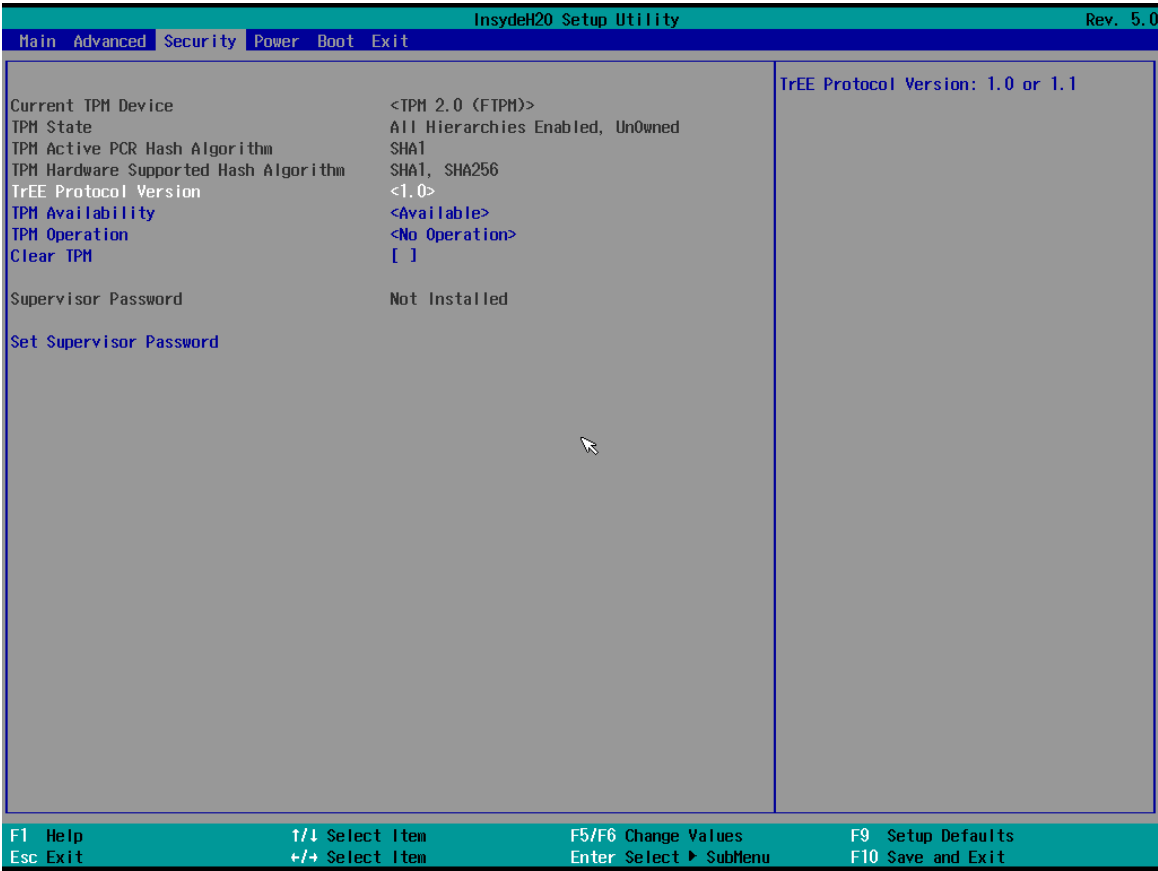 InsydeH20 Setup Utility Rev. 5.0
Main Advanced Security Power Boot Exit
TrEE Protocol Version: 1.0 or 1.1
Current TPM Device <TPM 2.0 (FTPM)>
TPM State All Hierarchies Enabled, UnOwned
TPM Active PCR Hash Algorithm SHA1
TPM Hardware Supported Hash Algorithm SHA1, SHA256
TrEE Protocol Version <1.0>
TPM Availability <Available>
TPM Operation <No Operation>
Clear TPM [ ]
Supervisor Password Not Installed
Set Supervisor Password
F1 Help ↑/↓ Select Item F5/F6 Change Values F9 Setup Defaults
Esc Exit ←/→ Select Item Enter Select ▶ SubMenu F10 Save and Exit